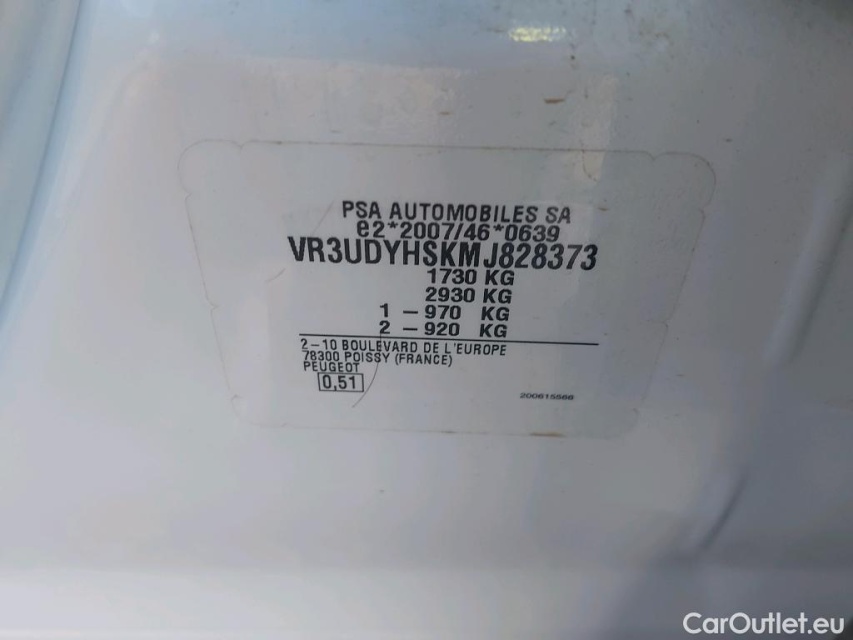 PSA AUTOMOBILES SA
e2*2007/46*0639
VR3UDYHSKMJ828373
1730 KG
2930 KG
1 – 970 KG
2 – 920 KG
2–10 BOULEVARD DE L'EUROPE
78300 POISSY (FRANCE)
PEUGEOT
0,51
200615566
CarOutlet.eu